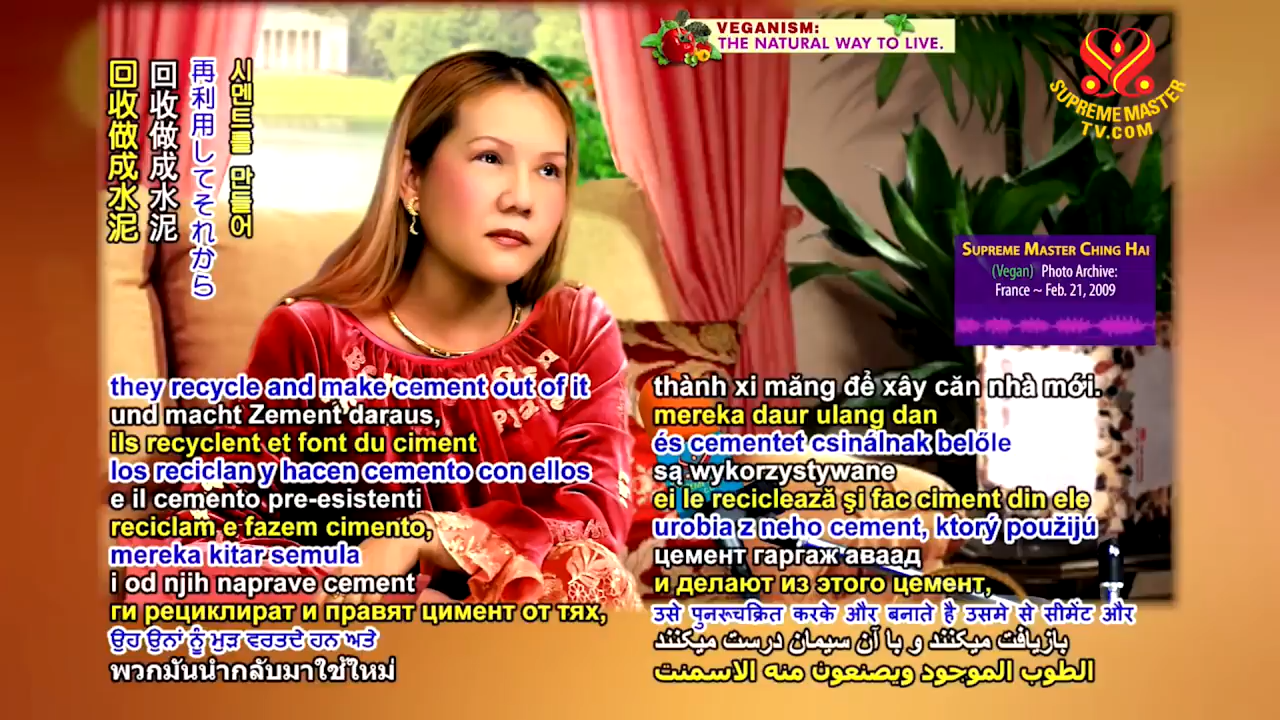 VEGANISM:
THE NATURAL WAY TO LIVE.
SUPREME MASTER
TV.COM
回收做成水泥
回收做成水泥
再利用してそれから
시멘트를 만들어
SUPREME MASTER CHING HAI
(Vegan) Photo Archive:
France ~ Feb. 21, 2009
they recycle and make cement out of it
und macht Zement daraus,
ils recyclent et font du ciment
los reciclan y hacen cemento con ellos
e il cemento pre-esistenti
reciclam e fazem cimento,
mereka kitar semula
i od njih naprave cement
ги рециклират и правят цимент от тях,
ਉਹ ਉਨਾਂ ਨੂੰ ਮੁੜ ਵਰਤਦੇ ਹਨ ਅਤੇ
พวกมันนำกลับมาใช้ใหม่
thành xi măng để xây căn nhà mới.
mereka daur ulang dan
és cementet csinálnak belőle
są wykorzystywane
ei le reciclează şi fac ciment din ele
urobia z neho cement, ktorý použijú
цемент гаргаж аваад
и делают из этого цемент,
उसे पुनरूचक्रित करके और बनाते है उसमे से सीमेंट और
بازیافت میکنند و با آن سیمان درست میکنند
الطوب الموجود ويصنعون منه الاسمنت